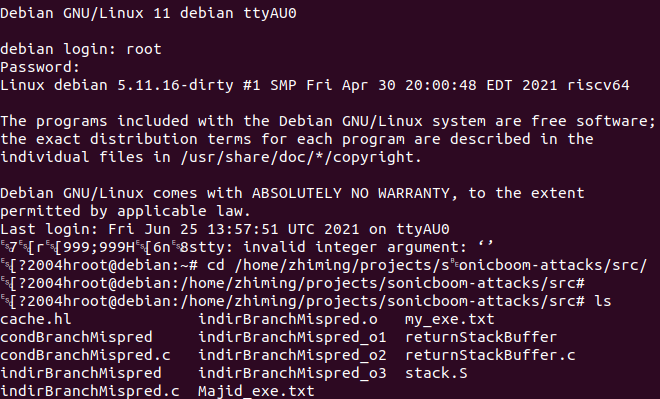 Debian GNU/Linux 11 debian ttyAU0
debian login: root
Password:
Linux debian 5.11.16-dirty #1 SMP Fri Apr 30 20:00:48 EDT 2021 riscv64
The programs included with the Debian GNU/Linux system are free software;
the exact distribution terms for each program are described in the
individual files in /usr/share/doc/*/copyright.
Debian GNU/Linux comes with ABSOLUTELY NO WARRANTY, to the extent
permitted by applicable law.
Last login: Fri Jun 25 13:57:51 UTC 2021 on ttyAU0
␛7␛[r␛[999;999H␛[6n␛8stty: invalid integer argument: ‘’
␛[?2004hroot@debian:~# cd /home/zhiming/projects/s␇onicboom-attacks/src/
␛[?2004hroot@debian:/home/zhiming/projects/sonicboom-attacks/src#
␛[?2004hroot@debian:/home/zhiming/projects/sonicboom-attacks/src# ls
cache.hl indirBranchMispred.o my_exe.txt
condBranchMispred indirBranchMispred_o1 returnStackBuffer
condBranchMispred.c indirBranchMispred_o2 returnStackBuffer.c
indirBranchMispred indirBranchMispred_o3 stack.S
indirBranchMispred.c Majid_exe.txt